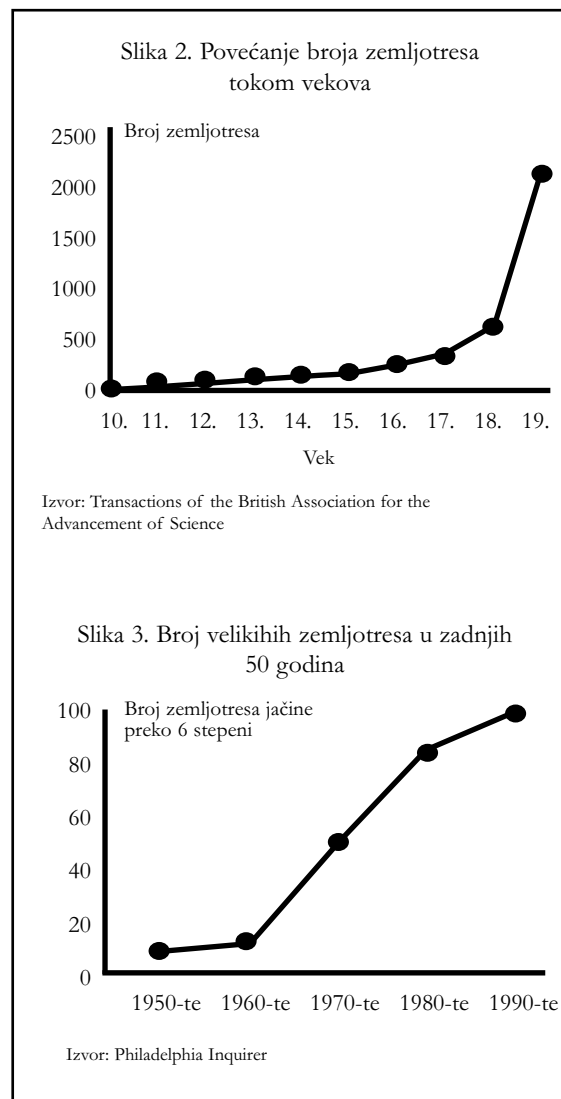 Slika 2. Povećanje broja zemljotresa
tokom vekova
Broj zemljotresa
2500
2000
1500
1000
500
0
10. 11. 12. 13. 14. 15. 16. 17. 18. 19.
Vek
Izvor: Transactions of the British Association for the
Advancement of Science
Slika 3. Broj velikihih zemljotresa u zadnjih
50 godina
Broj zemljotresa jačine
preko 6 stepeni
100
80
60
40
20
0
1950-te 1960-te 1970-te 1980-te 1990-te
Izvor: Philadelphia Inquirer